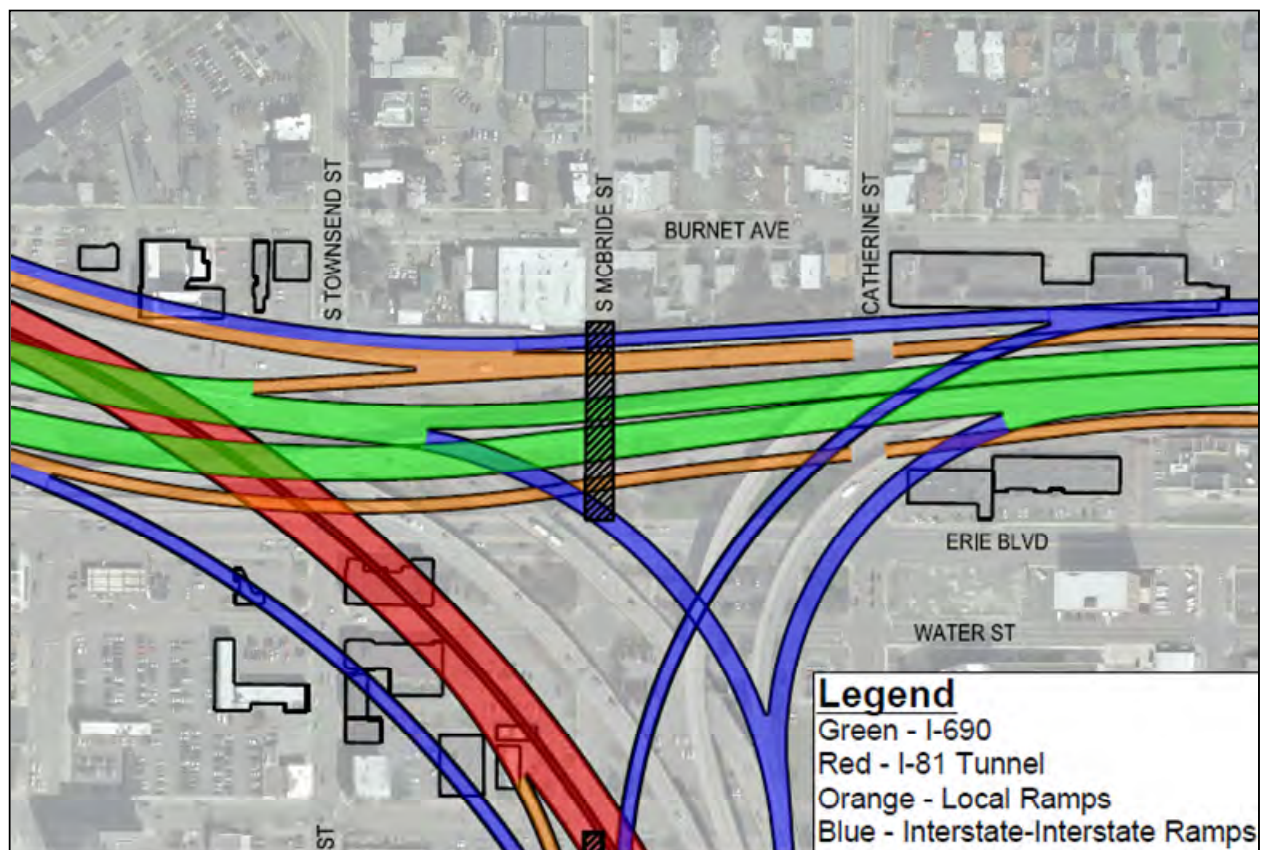 S TOWNSEND ST
S MCBRIDE ST
BURNET AVE
CATHERINE ST
ERIE BLVD
WATER ST
ST
Legend
Green - I-690
Red - I-81 Tunnel
Orange - Local Ramps
Blue - Interstate-Interstate Ramps